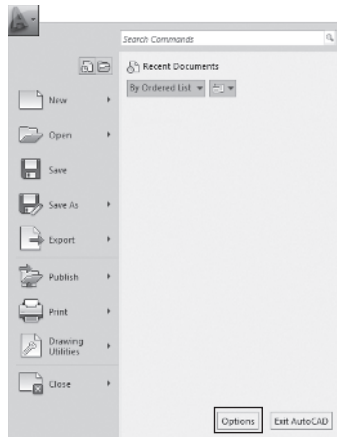 Search Commands
Recent Documents
By Ordered List
New
Open
Save
Save As
Export
Publish
Print
Drawing
Utilities
Close
Options
Exit AutoCAD